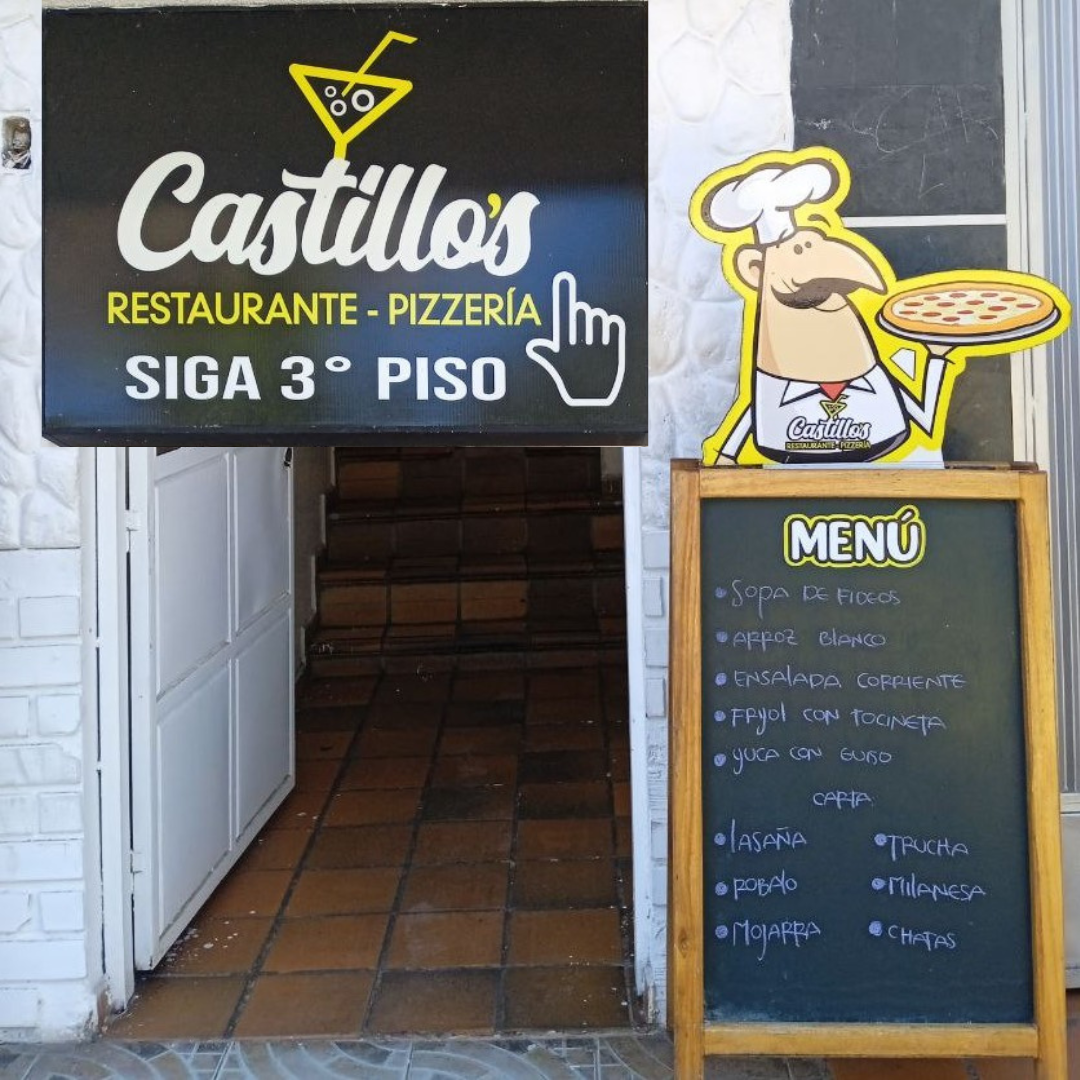 Castillo's
RESTAURANTE - PIZZERÍA
SIGA 3° PISO
Castillo's
RESTAURANTE - PIZZERÍA
MENÚ
• SOPA DE FIDEOS
• ARROZ BLANCO
• ENSALADA CORRIENTE
• FRYOL CON TOCINETA
• YUCA CON GUISO
CARTA
• LASAÑA • TRUCHA
• ROBALO • MILANESA
• MOJARRA • CHATAS